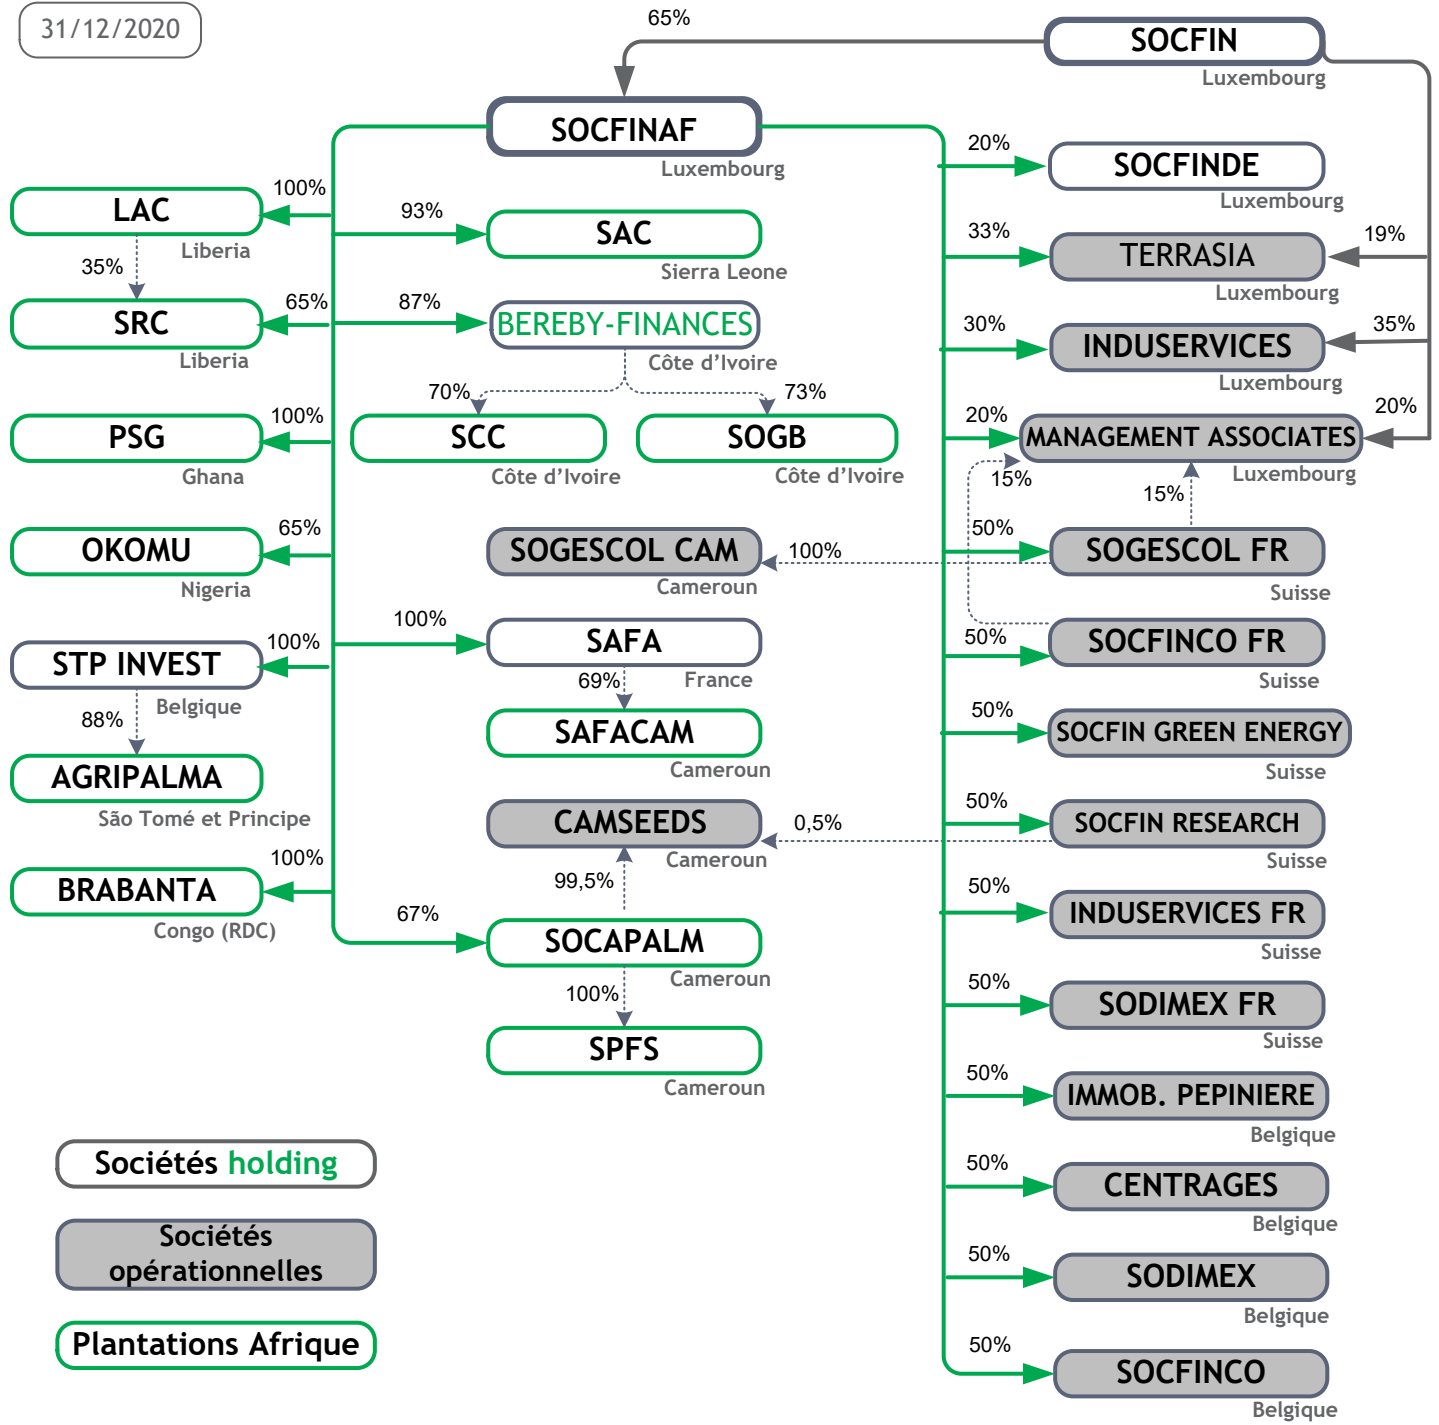 31/12/2020
65%
SOCFIN
Luxembourg
SOCFINAF
Luxembourg
20%
SOCFINDE
Luxembourg
100%
LAC
Liberia
93%
SAC
Sierra Leone
33%
TERRASIA
Luxembourg
19%
35%
65%
SRC
Liberia
87%
BEREBY-FINANCES
Côte d'Ivoire
30%
INDUSERVICES
Luxembourg
35%
70%
73%
100%
PSG
Ghana
SCC
Côte d'Ivoire
SOGB
Côte d'Ivoire
20%
MANAGEMENT ASSOCIATES
Luxembourg
20%
15%
15%
65%
OKOMU
Nigeria
SOGESCOL CAM
Cameroun
100%
50%
SOGESCOL FR
Suisse
100%
STP INVEST
Belgique
100%
SAFA
France
50%
SOCFINCO FR
Suisse
88%
69%
AGRIPALMA
São Tomé et Principe
SAFACAM
Cameroun
50%
SOCFIN GREEN ENERGY
Suisse
CAMSEEDS
Cameroun
0,5%
50%
SOCFIN RESEARCH
Suisse
100%
BRABANTA
Congo (RDC)
99,5%
67%
SOCAPALM
Cameroun
50%
INDUSERVICES FR
Suisse
100%
SPFS
Cameroun
50%
SODIMEX FR
Suisse
50%
IMMOB. PEPINIERE
Belgique
50%
CENTRAGES
Belgique
50%
SODIMEX
Belgique
50%
SOCFINCO
Belgique
Sociétés holding
Sociétés
opérationnelles
Plantations Afrique